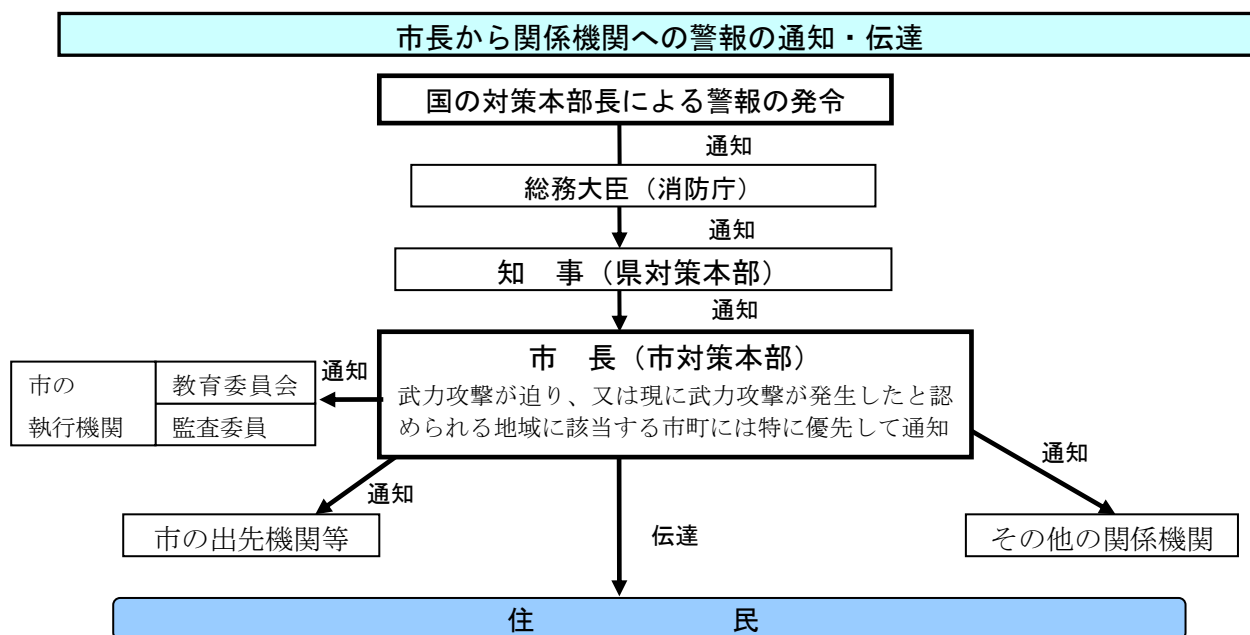 市長から関係機関への警報の通知・伝達
国の対策本部長による警報の発令
通知
総務大臣（消防庁）
通知
知　事（県対策本部）
通知
市　長（市対策本部）
武力攻撃が迫り、又は現に武力攻撃が発生したと認
められる地域に該当する市町には特に優先して通知
通知
市の
執行機関
教育委員会
監査委員
通知
市の出先機関等
伝達
通知
その他の関係機関
住　民